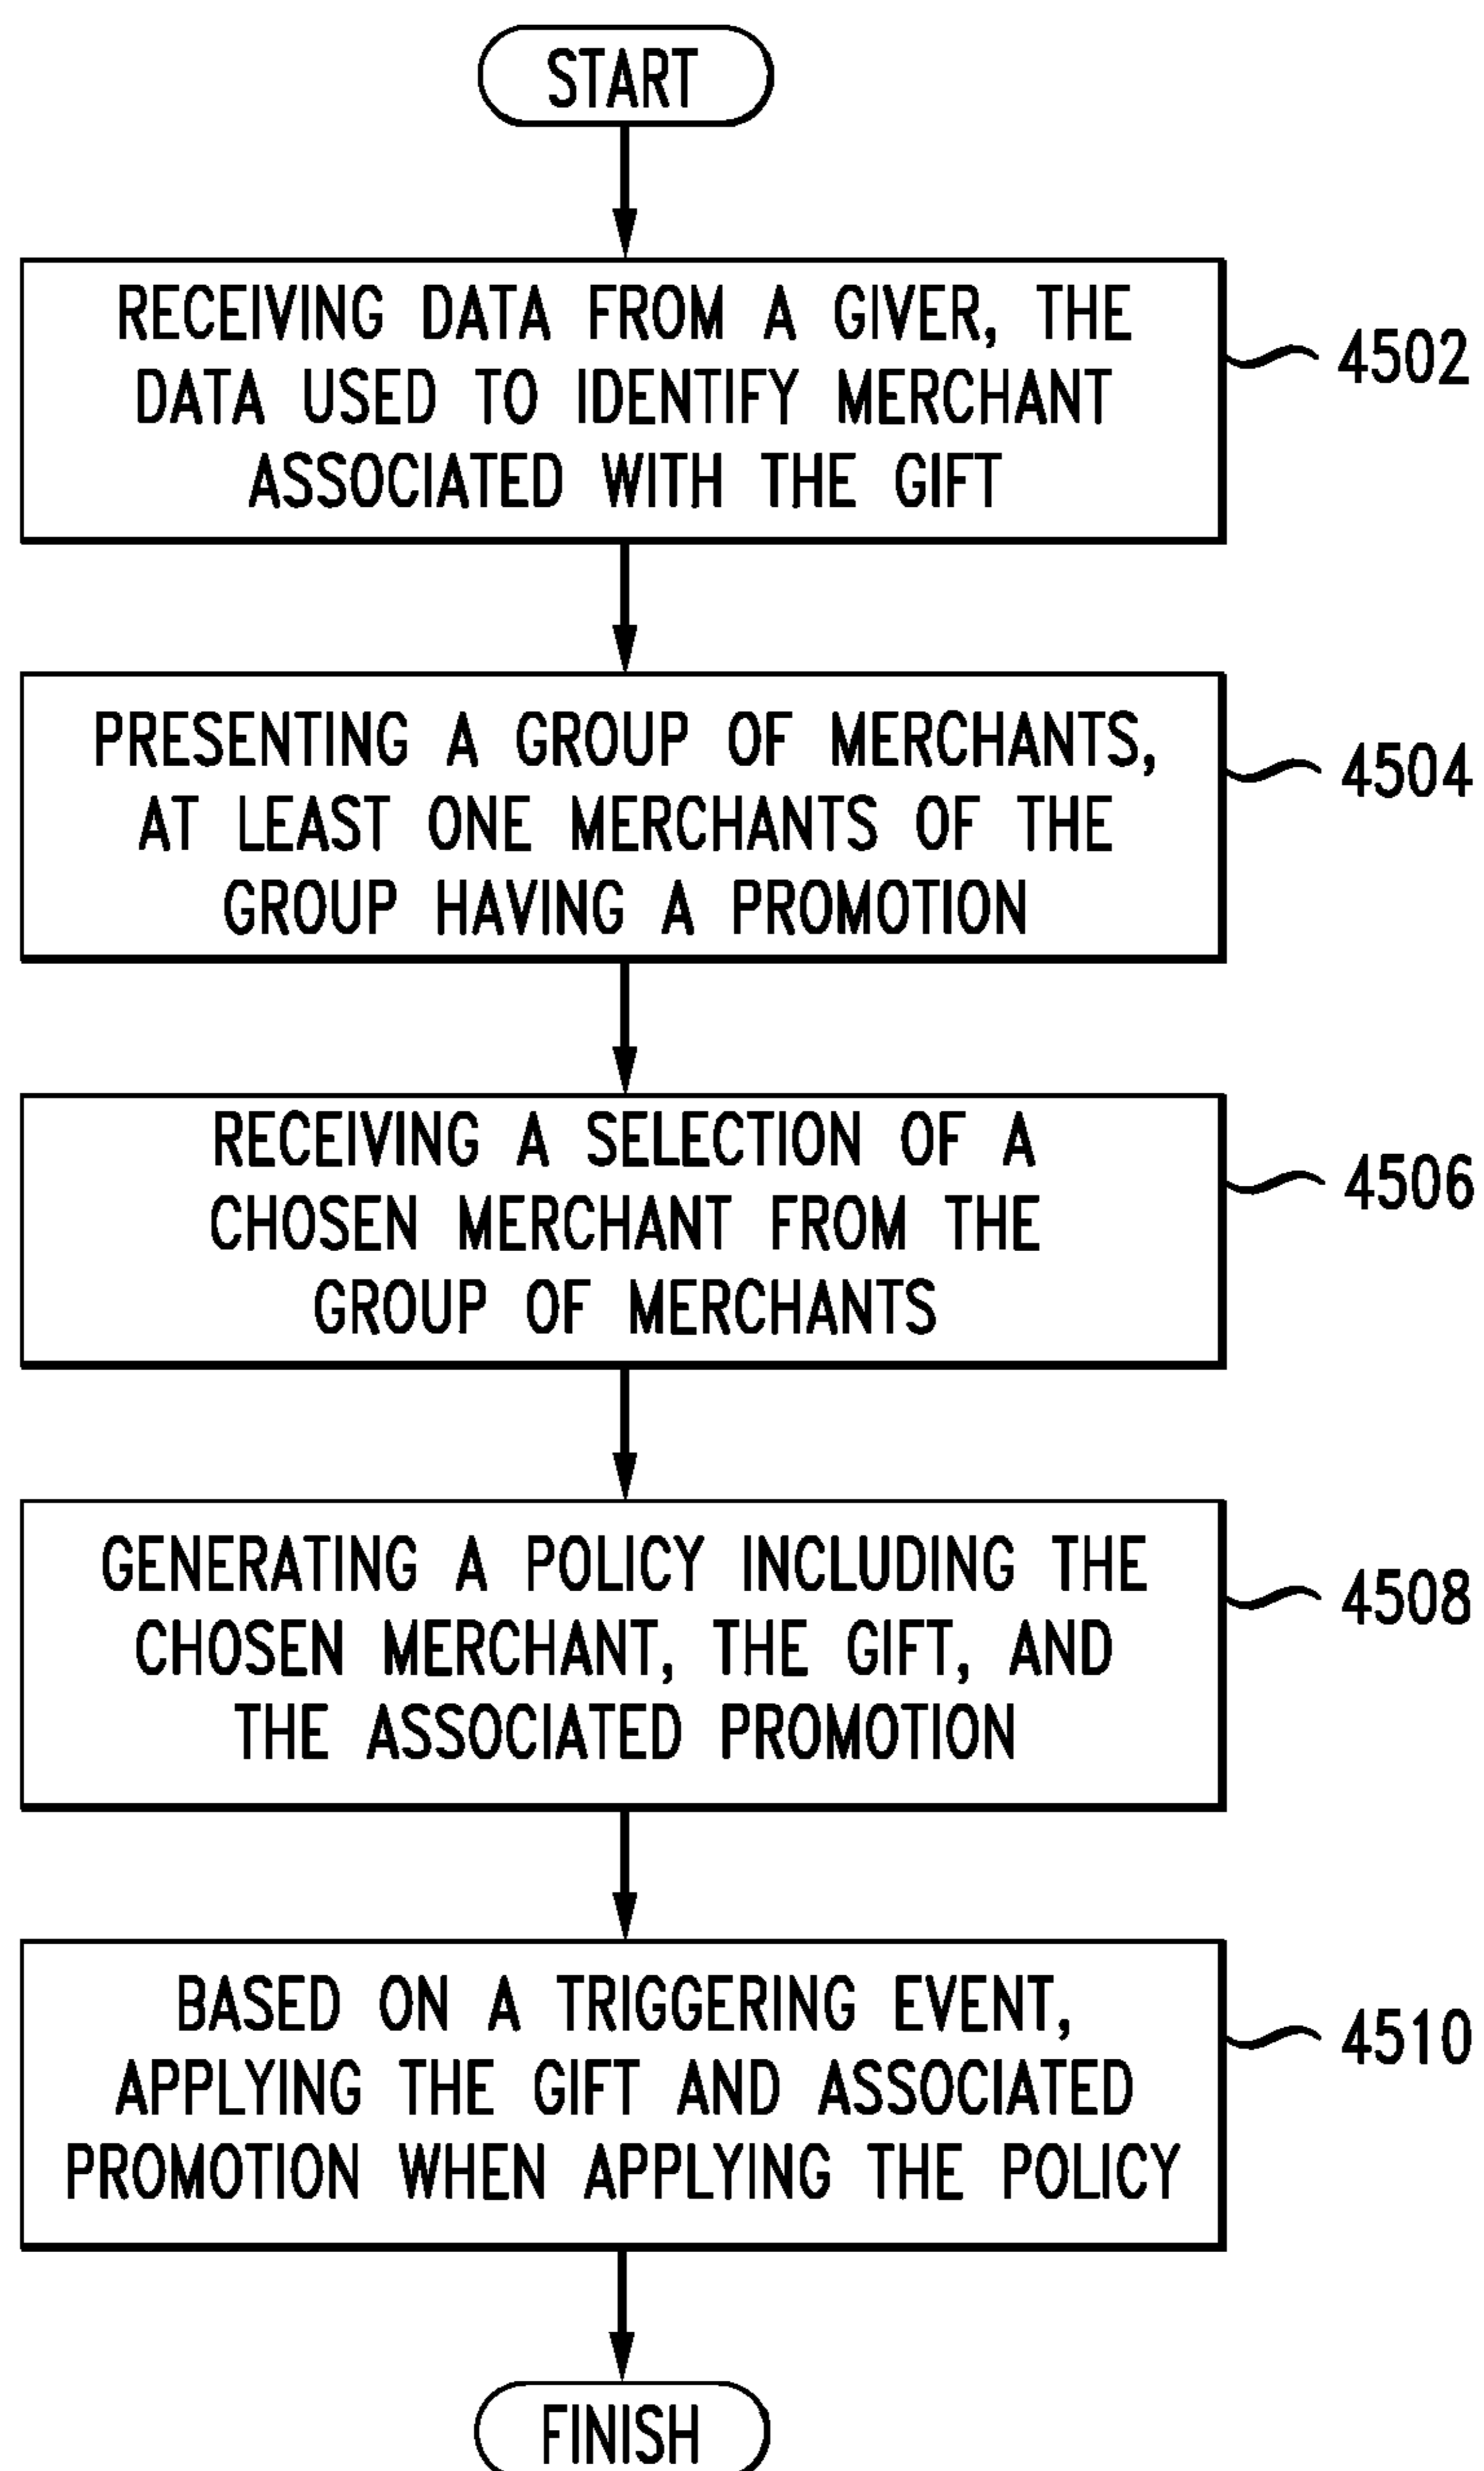 START
RECEIVING DATA FROM A GIVER, THE
DATA USED TO IDENTIFY MERCHANT
ASSOCIATED WITH THE GIFT
4502
PRESENTING A GROUP OF MERCHANTS,
AT LEAST ONE MERCHANTS OF THE
GROUP HAVING A PROMOTION
4504
RECEIVING A SELECTION OF A
CHOSEN MERCHANT FROM THE
GROUP OF MERCHANTS
4506
GENERATING A POLICY INCLUDING THE
CHOSEN MERCHANT, THE GIFT, AND
THE ASSOCIATED PROMOTION
4508
BASED ON A TRIGGERING EVENT,
APPLYING THE GIFT AND ASSOCIATED
PROMOTION WHEN APPLYING THE POLICY
4510
FINISH